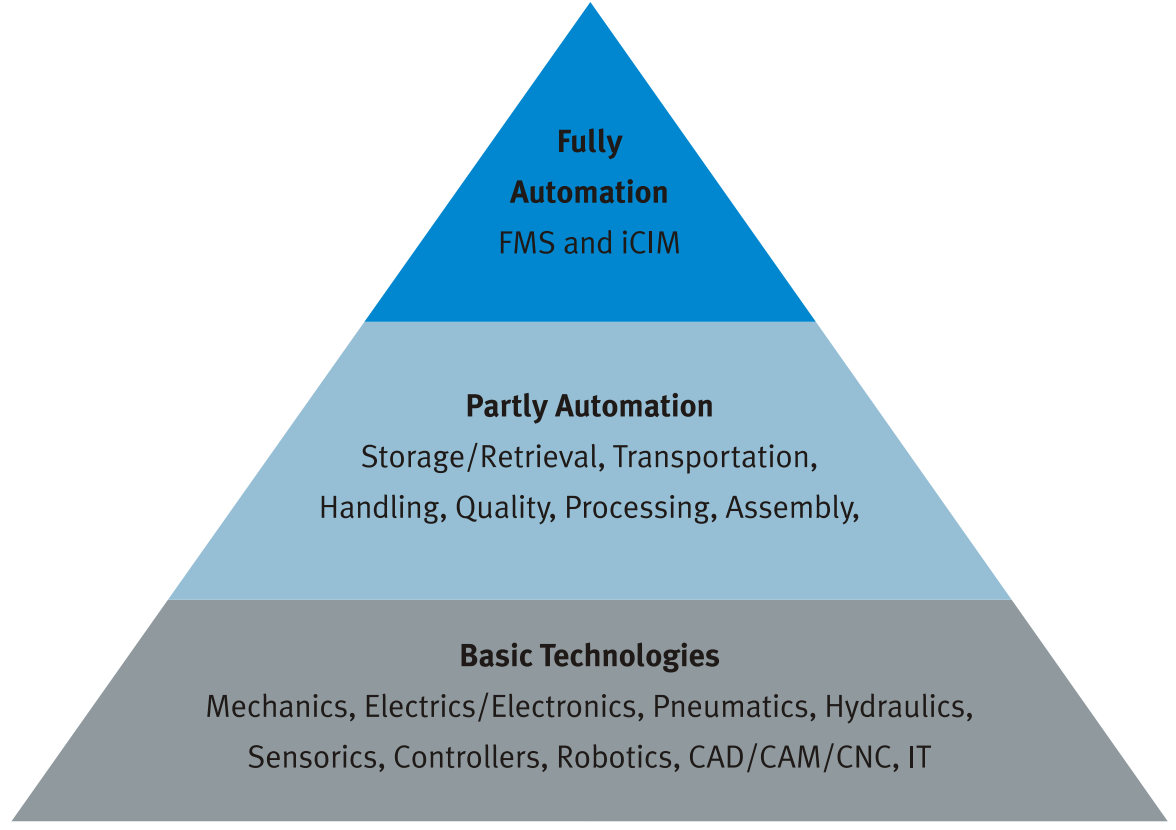 Fully
Automation
FMS and iCIM
Partly Automation
Storage/Retrieval, Transportation,
Handling, Quality, Processing, Assembly,
Basic Technologies
Mechanics, Electrics/Electronics, Pneumatics, Hydraulics,
Sensorics, Controllers, Robotics, CAD/CAM/CNC, IT